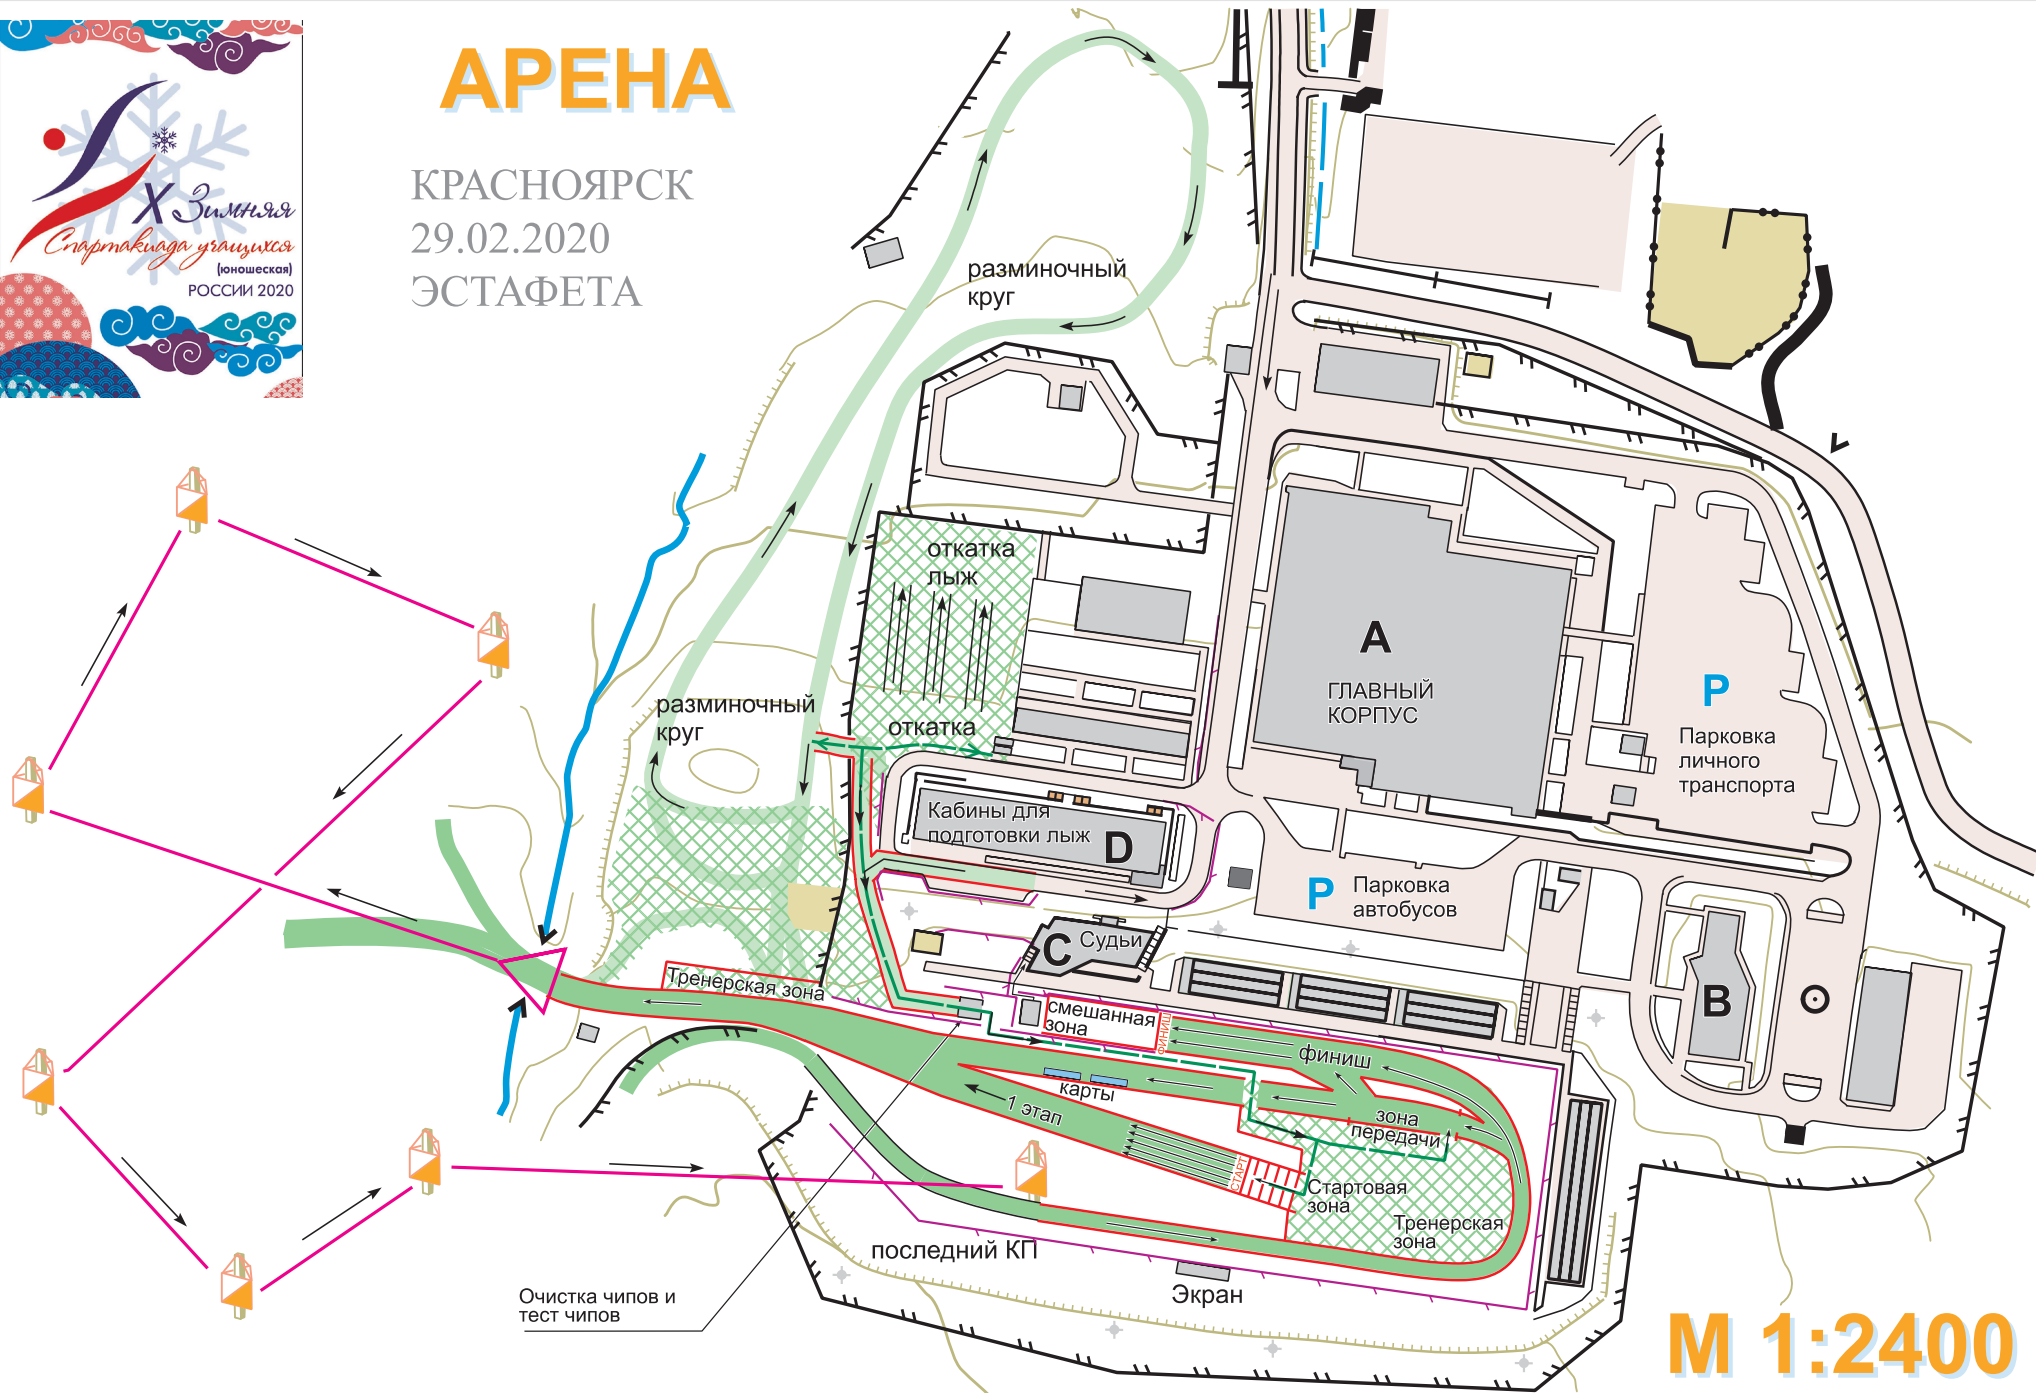 X Зимняя
Спартакиада учащихся
(юношеская)
РОССИИ 2020
АРЕНА
КРАСНОЯРСК
29.02.2020
ЭСТАФЕТА
разминочный
круг
откатка
лыж
откатка
разминочный
круг
A
ГЛАВНЫЙ
КОРПУС
P
Парковка
личного
транспорта
Кабины для
подготовки лыж
D
P
Парковка
автобусов
C
Судьи
B
Тренерская зона
смешанная
зона
ФИНИШ
финиш
карты
1 этап
зона
передачи
СТАРТ
Стартовая
зона
Тренерская
зона
последний КП
Экран
Очистка чипов и
тест чипов
М 1:2400